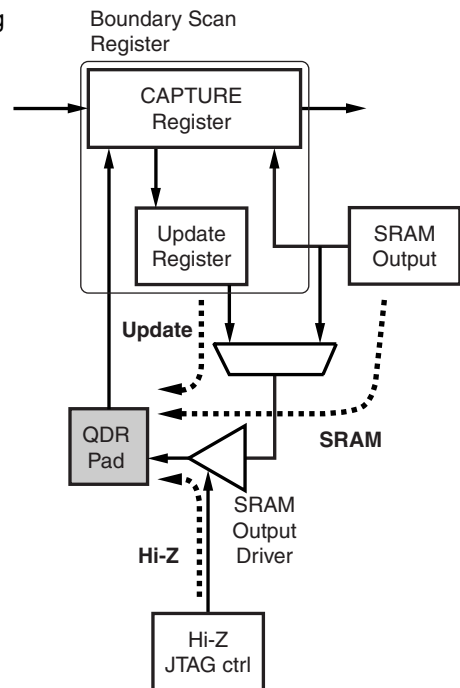 g
Boundary Scan
Register
CAPTURE
Register
Update
Register
SRAM
Output
Update
SRAM
QDR
Pad
SRAM
Output
Driver
Hi-Z
Hi-Z
JTAG ctrl